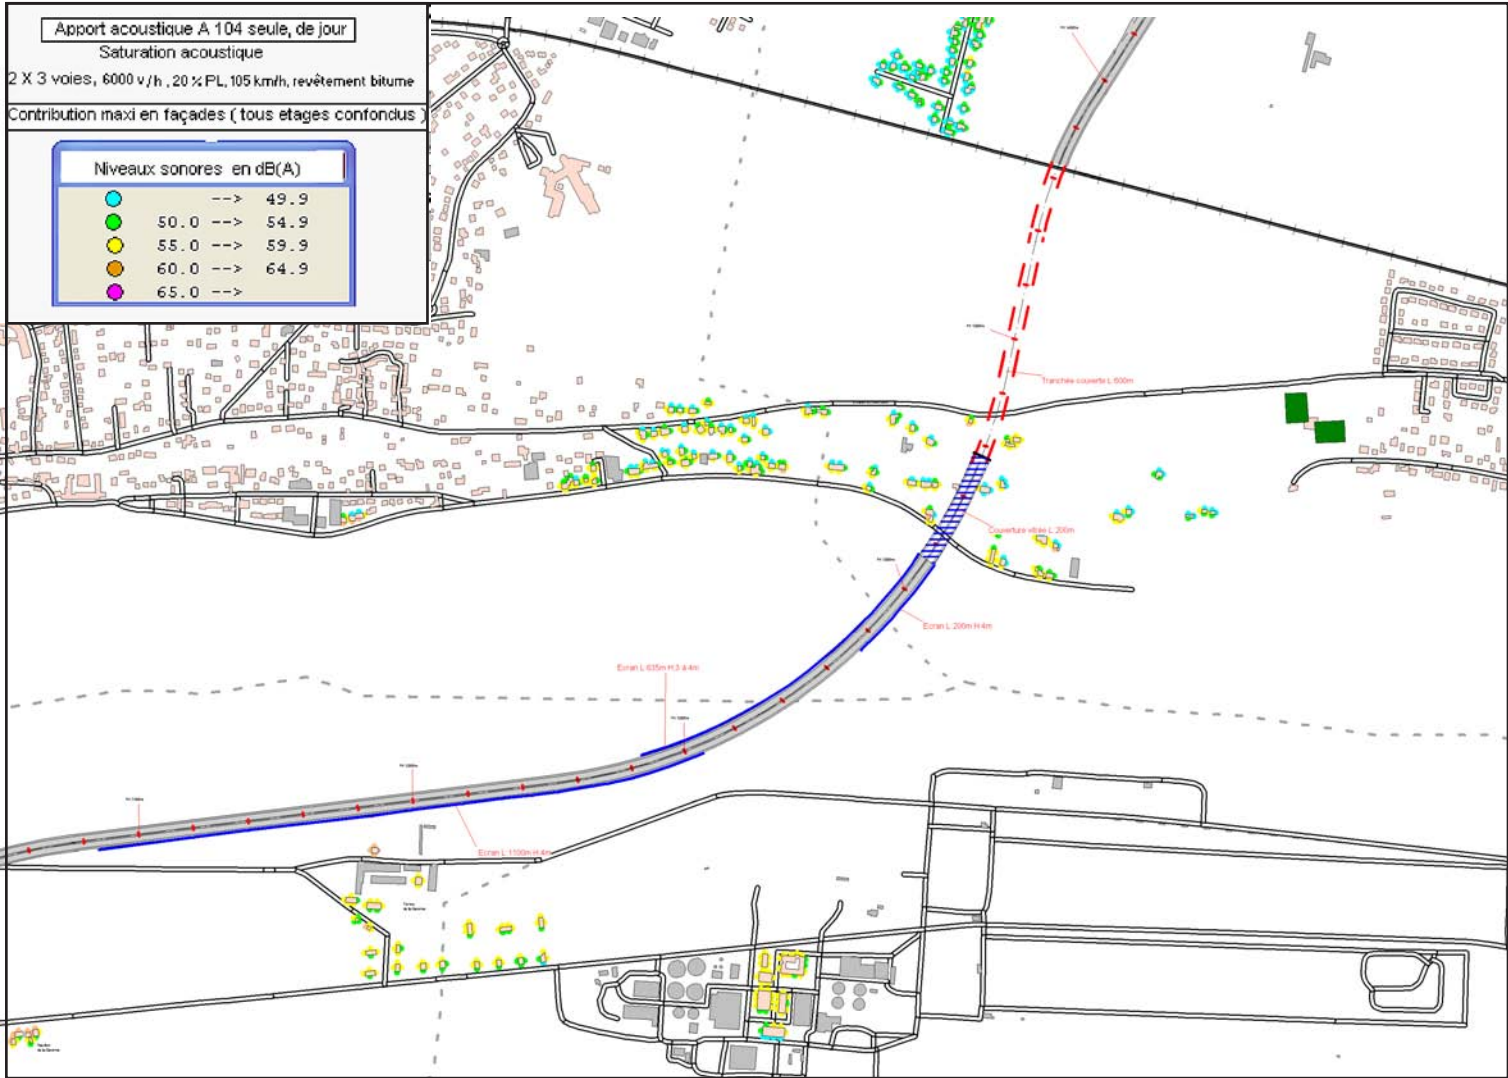 Apport acoustique A 104 seule, de jour
Saturation acoustique
2 X 3 voies, 6000 v/h , 20 % PL, 105 km/h, revêtement bitume
Contribution maxi en façades ( tous etages confondus )
Niveaux sonores en dB(A)
--> 49.9
50.0 --> 54.9
55.0 --> 59.9
60.0 --> 64.9
65.0 -->
Tranchée couverte L:600m
Couverture vitrée L:200m
Ecran L:200m H:4m
Ecran L:635m H:3 à 4m
Ecran L:1100m H:4m